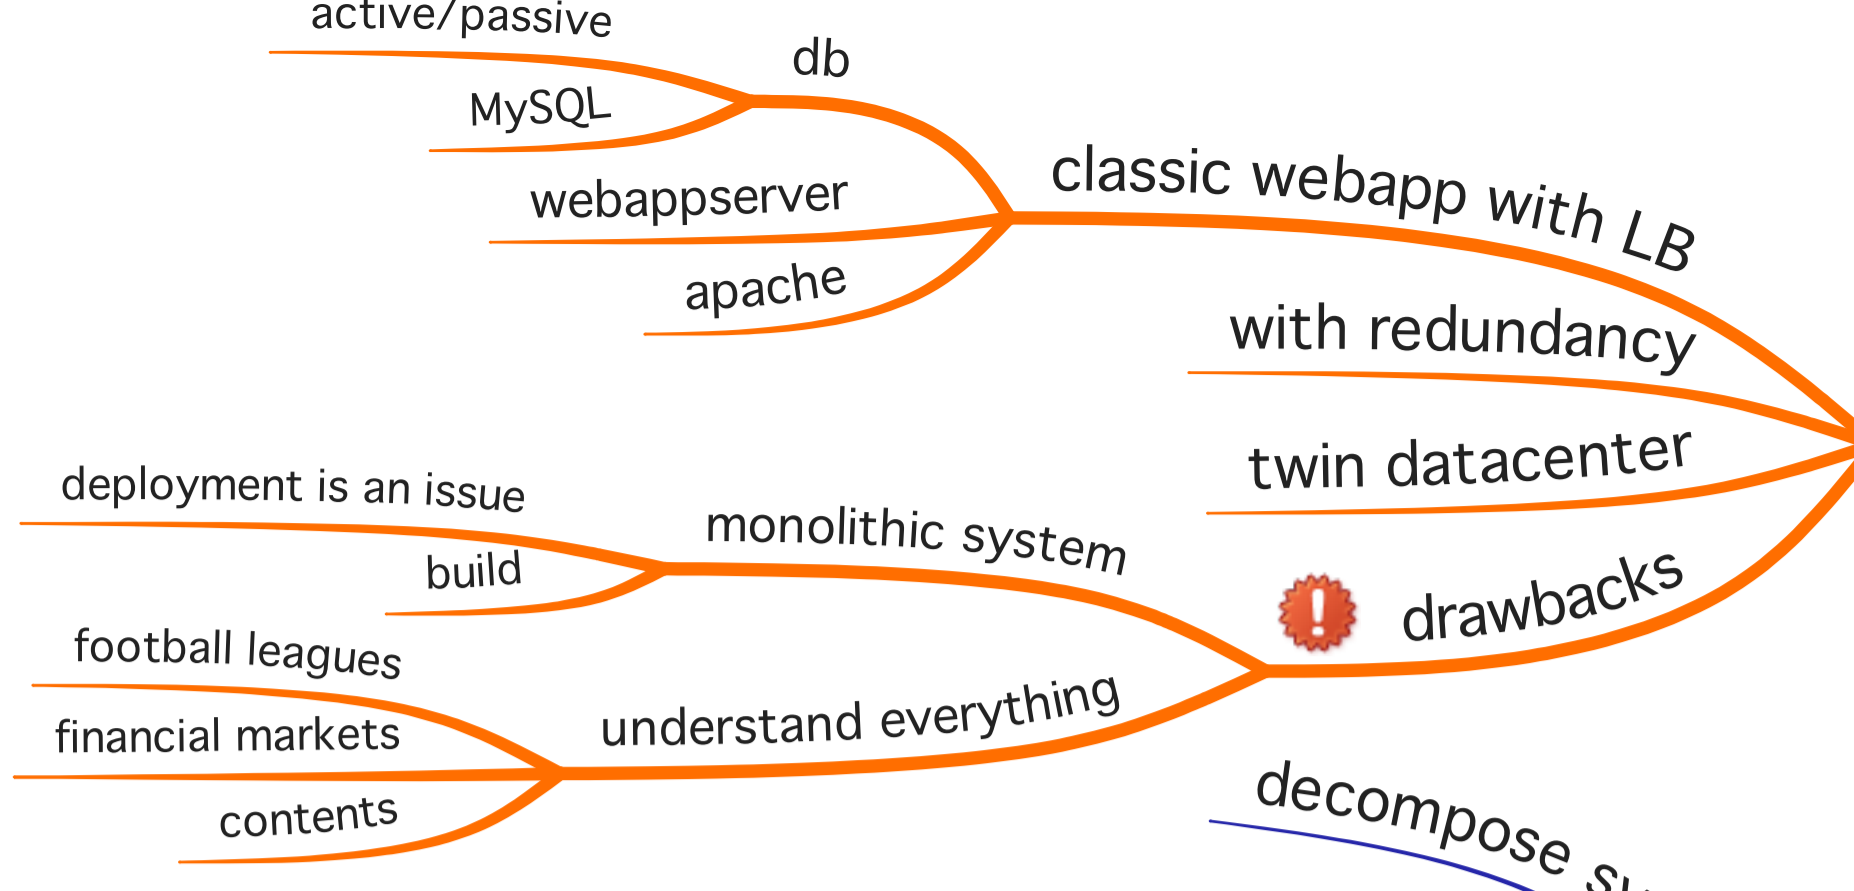 active/passive
db
MySQL
classic webapp with LB
webappserver
apache
with redundancy
twin datacenter
deployment is an issue
monolithic system
build
drawbacks
football leagues
understand everything
financial markets
contents
decompose